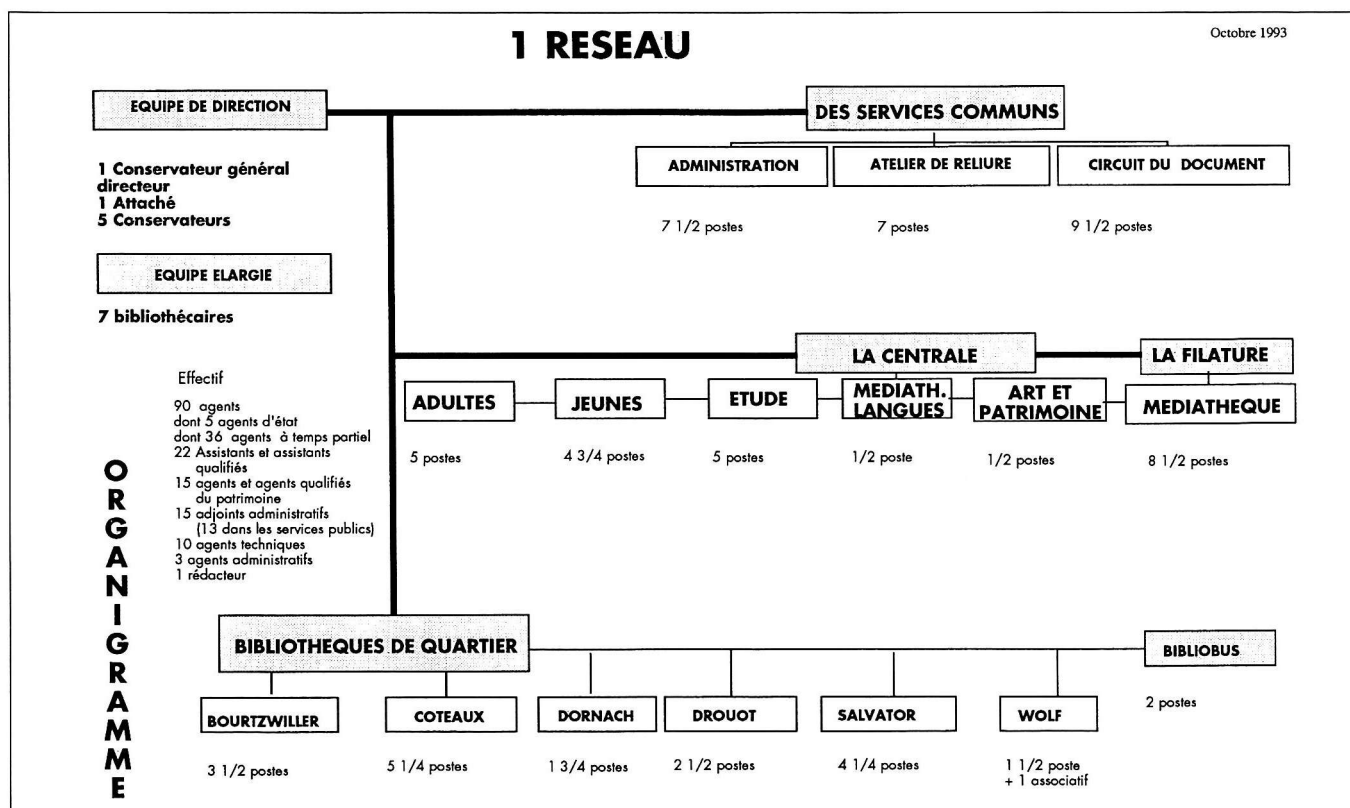 1 RESEAU
Octobre 1993
EQUIPE DE DIRECTION
DES SERVICES COMMUNS
ADMINISTRATION
ATELIER DE RELIURE
CIRCUIT DU DOCUMENT
7 1/2 postes
7 postes
9 1/2 postes
1 Conservateur général
directeur
1 Attaché
5 Conservateurs
EQUIPE ELARGIE
7 bibliothécaires
LA CENTRALE
LA FILATURE
ADULTES
JEUNES
ETUDE
MEDIATH.
LANGUES
ART ET
PATRIMOINE
MEDIATHEQUE
5 postes
4 3/4 postes
5 postes
1/2 poste
1/2 postes
8 1/2 postes
Effectif
90 agents
dont 5 agents d'état
dont 36 agents à temps partiel
22 Assistants et assistants
qualifiés
15 agents et agents qualifiés
du patrimoine
15 adjoints administratifs
(13 dans les services publics)
10 agents techniques
3 agents administratifs
1 rédacteur
ORGANIGRAMME
BIBLIOTHEQUES DE QUARTIER
BIBLIOBUS
2 postes
BOURTZWILLER
COTEAUX
DORNACH
DROUOT
SALVATOR
WOLF
3 1/2 postes
5 1/4 postes
1 3/4 postes
2 1/2 postes
4 1/4 postes
1 1/2 poste
+ 1 associatif